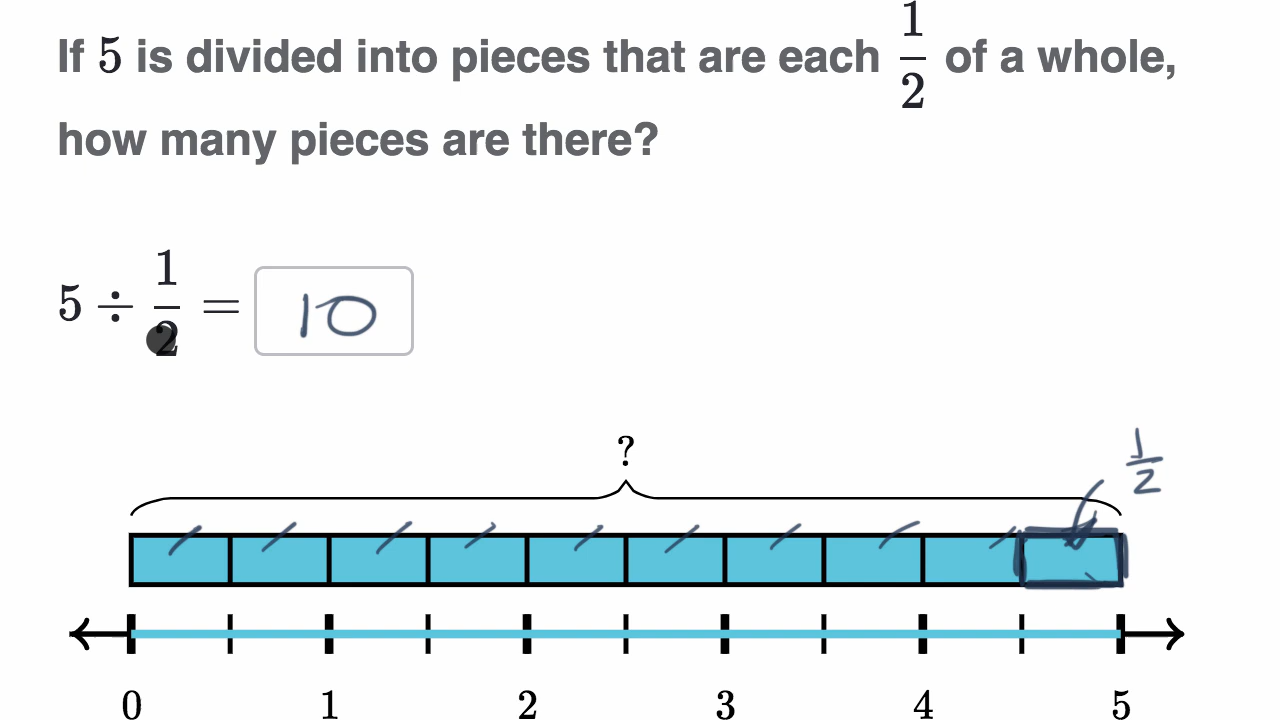 If 5 is divided into pieces that are each 1/2 of a whole,
how many pieces are there?
5 ÷ 1/2 = 10
?
1/2
0 1 2 3 4 5